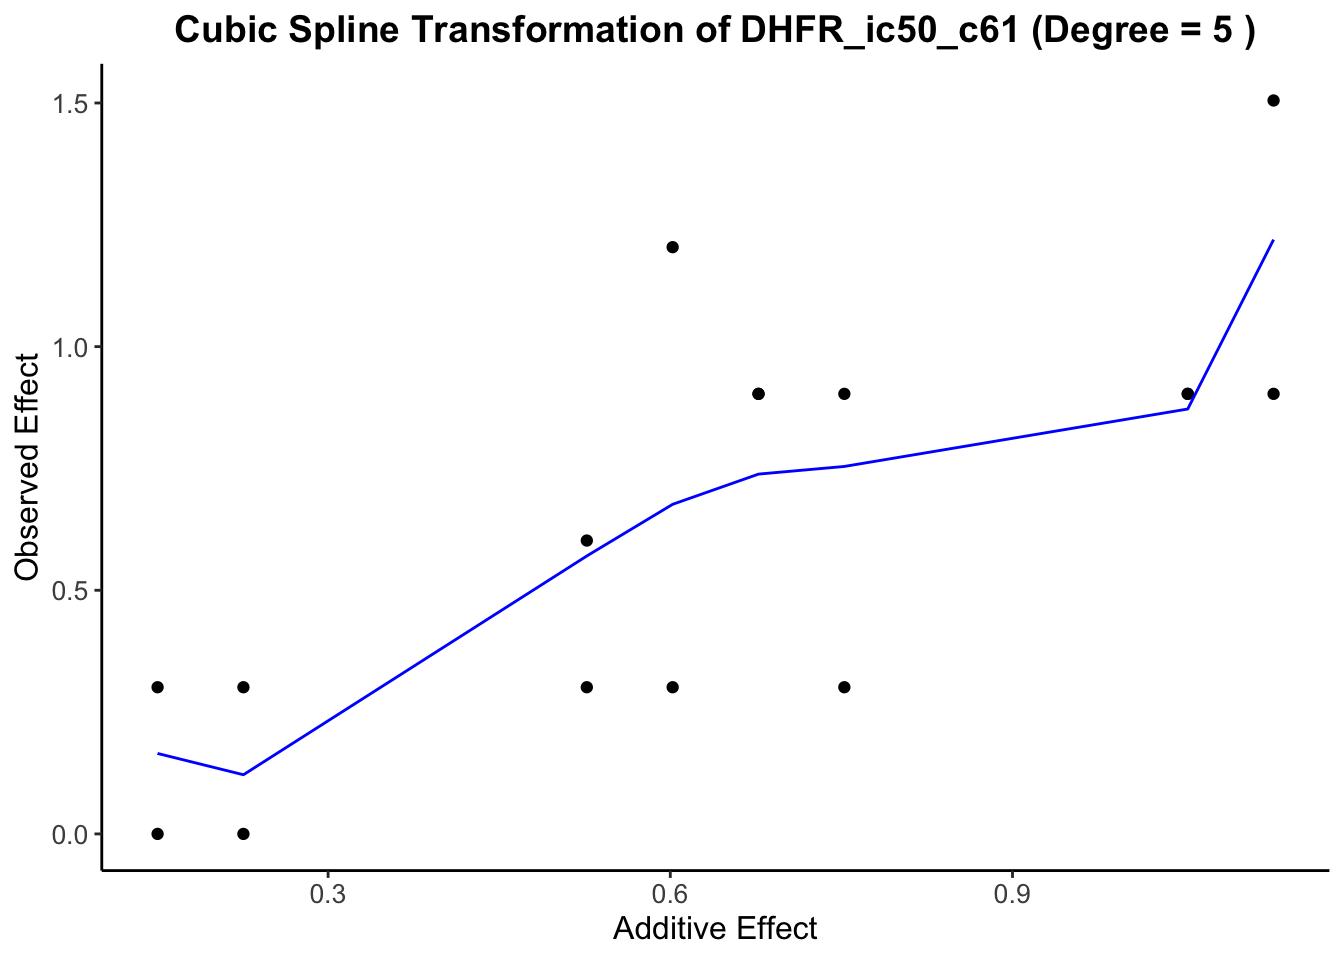 Cubic Spline Transformation of DHFR_ic50_c61 (Degree = 5 )
1.5
1.0
0.5
0.0
Observed Effect
0.3 0.6 0.9
Additive Effect